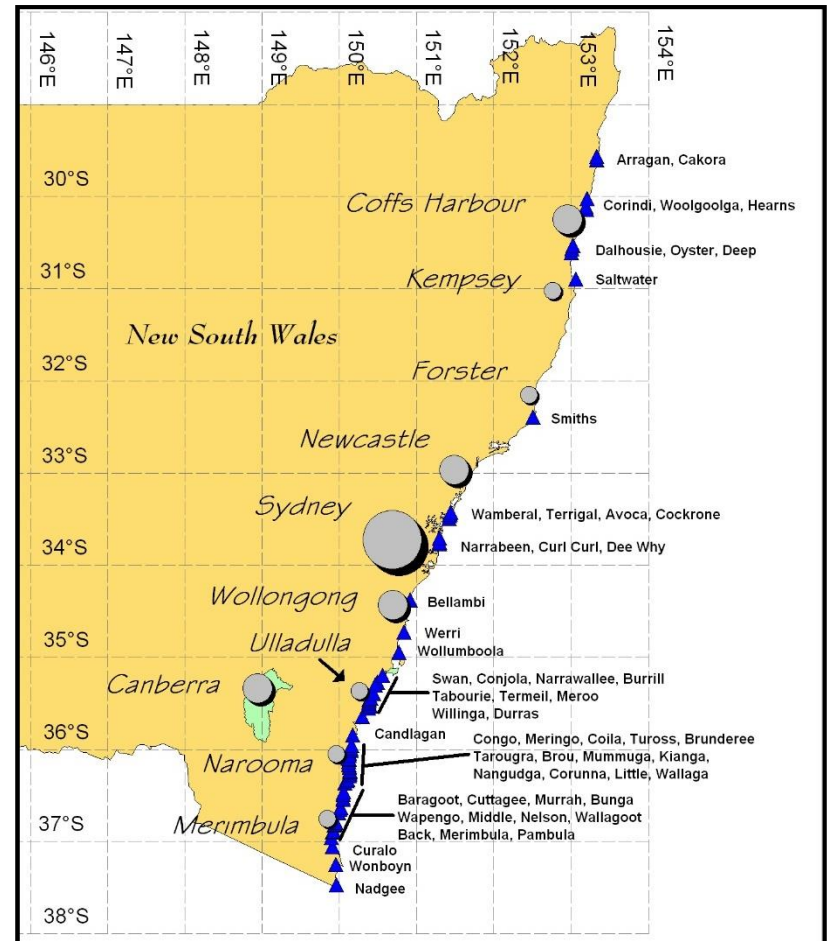 146°E
147°E
148°E
149°E
150°E
151°E
152°E
153°E
154°E
Arragan, Cakora
30°S
Coffs Harbour
Corindi, Woolgoolga, Hearns
Dalhousie, Oyster, Deep
31°S
Kempsey
Saltwater
New South Wales
32°S
Forster
Smiths
Newcastle
33°S
Sydney
Wamberal, Terrigal, Avoca, Cockrone
34°S
Narrabeen, Curl Curl, Dee Why
Wollongong
Bellambi
35°S
Ulladulla
Werri
Wollumboola
Canberra
Swan, Conjola, Narrawallee, Burrill
Tabourie, Termeil, Meroo
Willinga, Durras
36°S
Candlagan
Narooma
Congo, Meringo, Coila, Tuross, Brunderee
Tarougra, Brou, Mummuga, Kianga,
Nangudga, Corunna, Little, Wallaga
37°S
Merimbula
Baragoot, Cuttagee, Murrah, Bunga
Wapengo, Middle, Nelson, Wallagoot
Back, Merimbula, Pambula
Curalo
Wonboyn
Nadgee
38°S